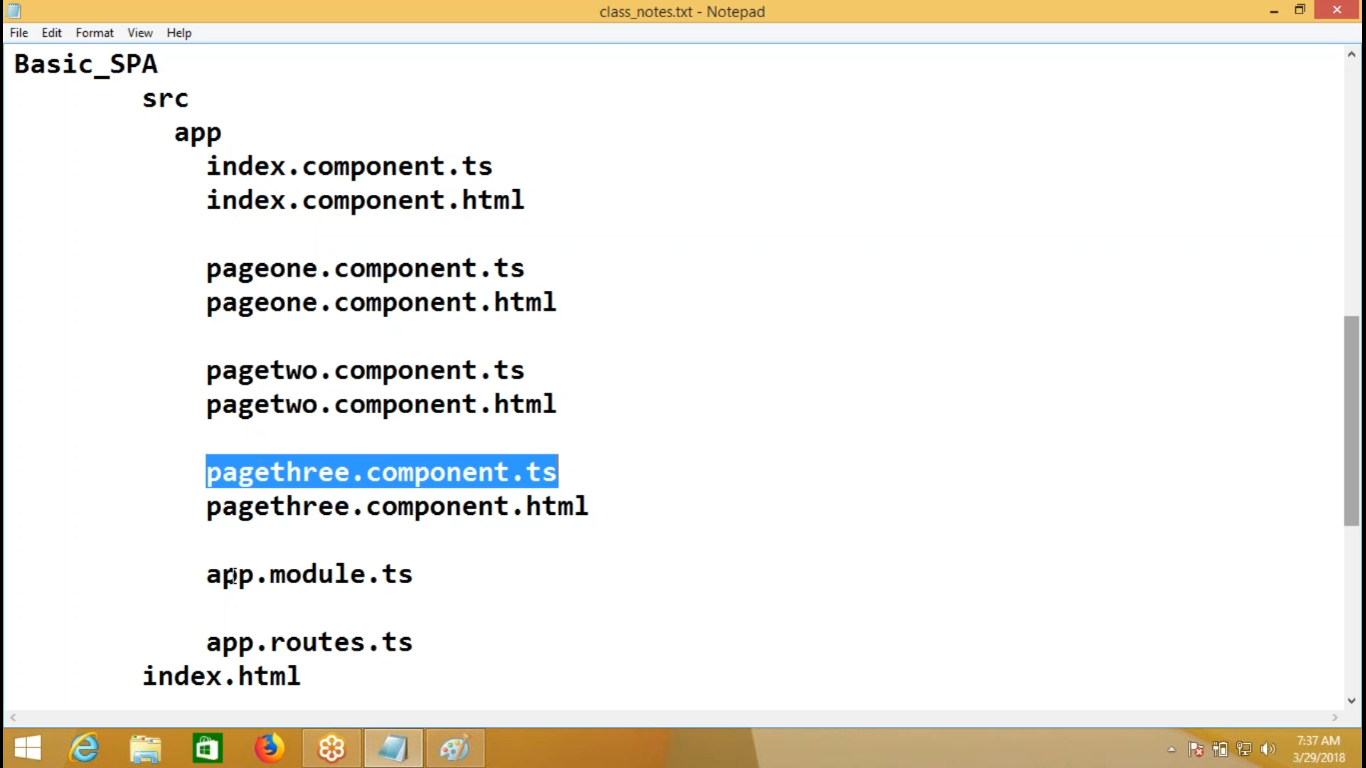 class_notes.txt - Notepad
File Edit Format View Help
Basic_SPA
src
app
index.component.ts
index.component.html
pageone.component.ts
pageone.component.html
pagetwo.component.ts
pagetwo.component.html
pagethree.component.ts
pagethree.component.html
app.module.ts
app.routes.ts
index.html
7:37 AM
3/29/2018